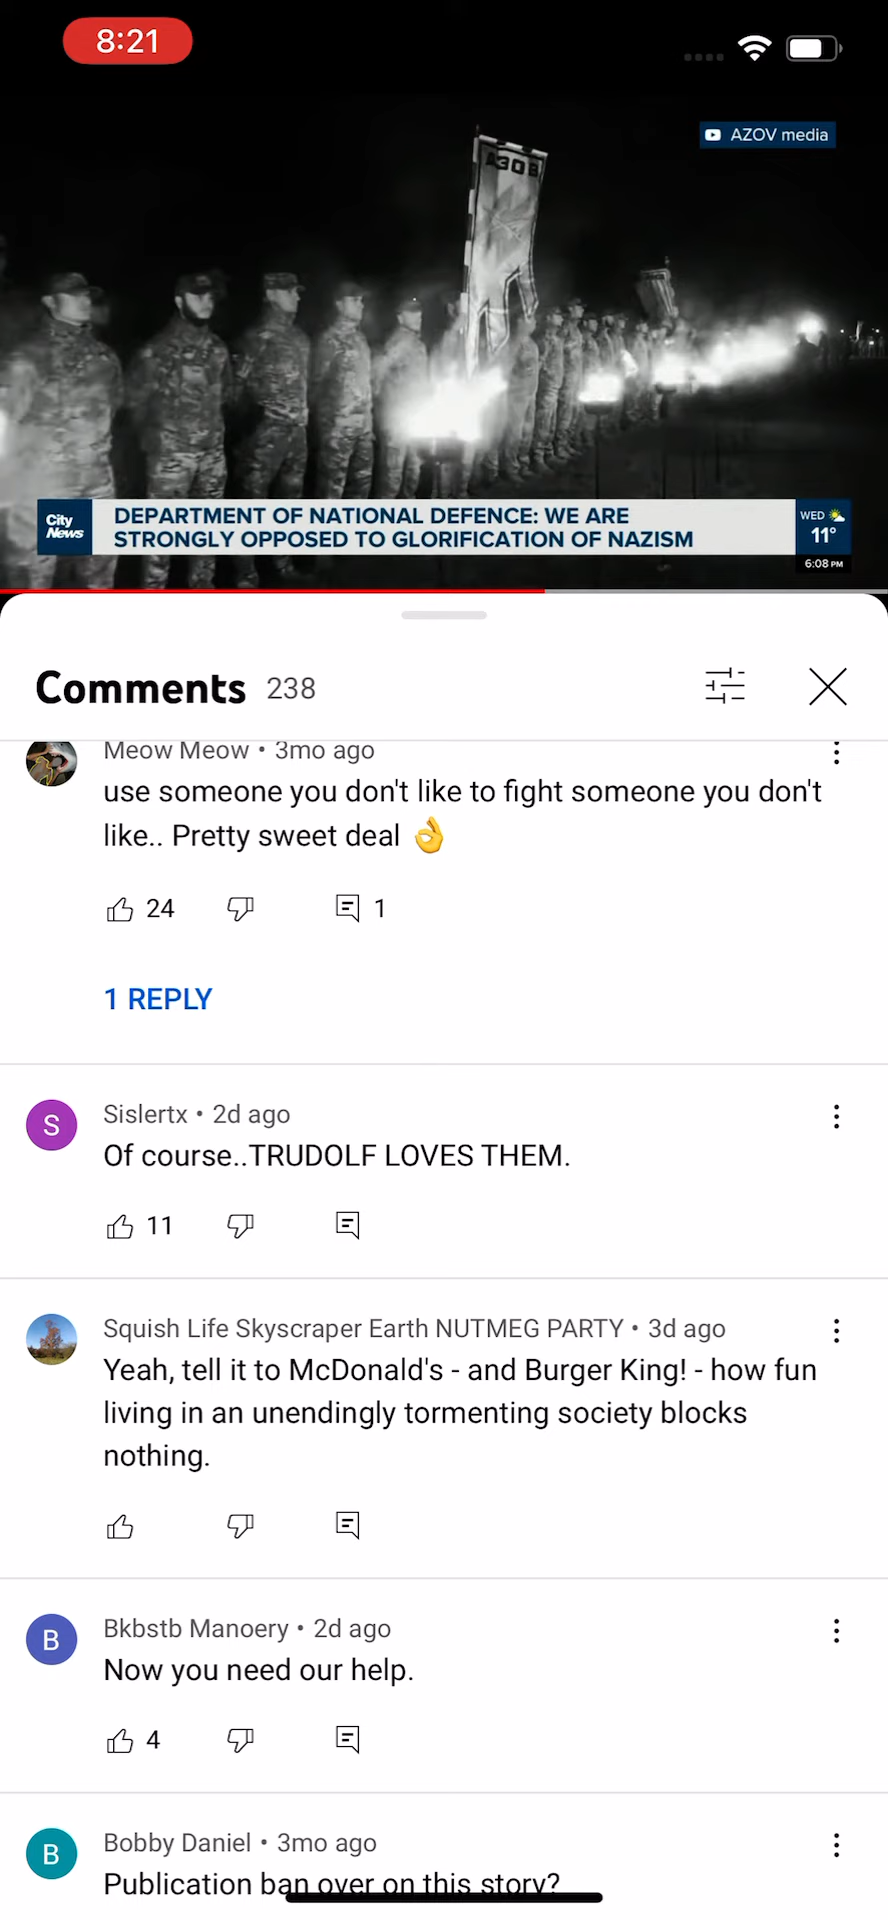 8:21
AZOV media
City
News
DEPARTMENT OF NATIONAL DEFENCE: WE ARE
STRONGLY OPPOSED TO GLORIFICATION OF NAZISM
WED
11°
6:08 PM
Comments 238
Meow Meow • 3mo ago
use someone you don't like to fight someone you don't
like.. Pretty sweet deal 👌
24 1
1 REPLY
S
Sislertx • 2d ago
Of course..TRUDOLF LOVES THEM.
11
Squish Life Skyscraper Earth NUTMEG PARTY • 3d ago
Yeah, tell it to McDonald's - and Burger King! - how fun
living in an unendingly tormenting society blocks
nothing.
B
Bkbstb Manoery • 2d ago
Now you need our help.
4
B
Bobby Daniel • 3mo ago
Publication ban over on this story?